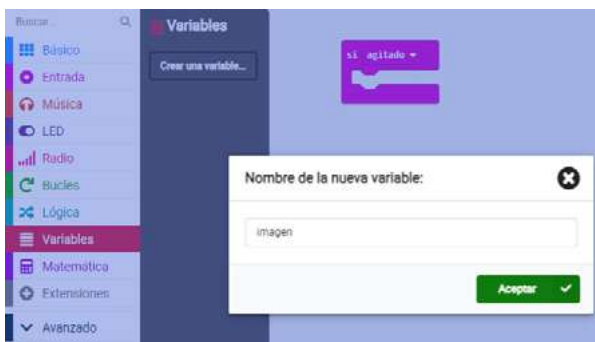 Buscar...
Básico
Entrada
Música
LED
Radio
Bucles
Lógica
Variables
Matemática
Extensiones
Avanzado
Variables
Crear una variable...
si agitado
Nombre de la nueva variable:
imagen
Aceptar